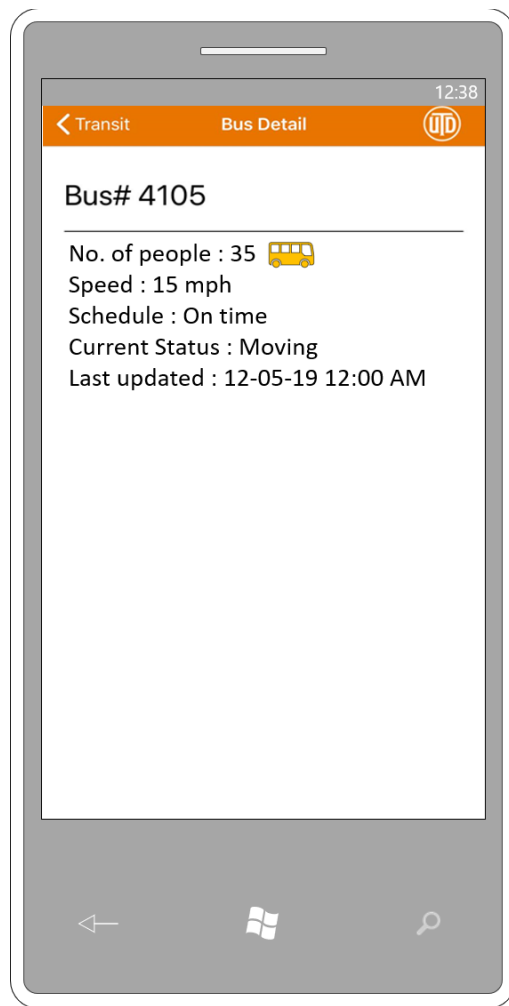 12:38
Transit Bus Detail UTD
Bus# 4105
No. of people : 35
Speed : 15 mph
Schedule : On time
Current Status : Moving
Last updated : 12-05-19 12:00 AM